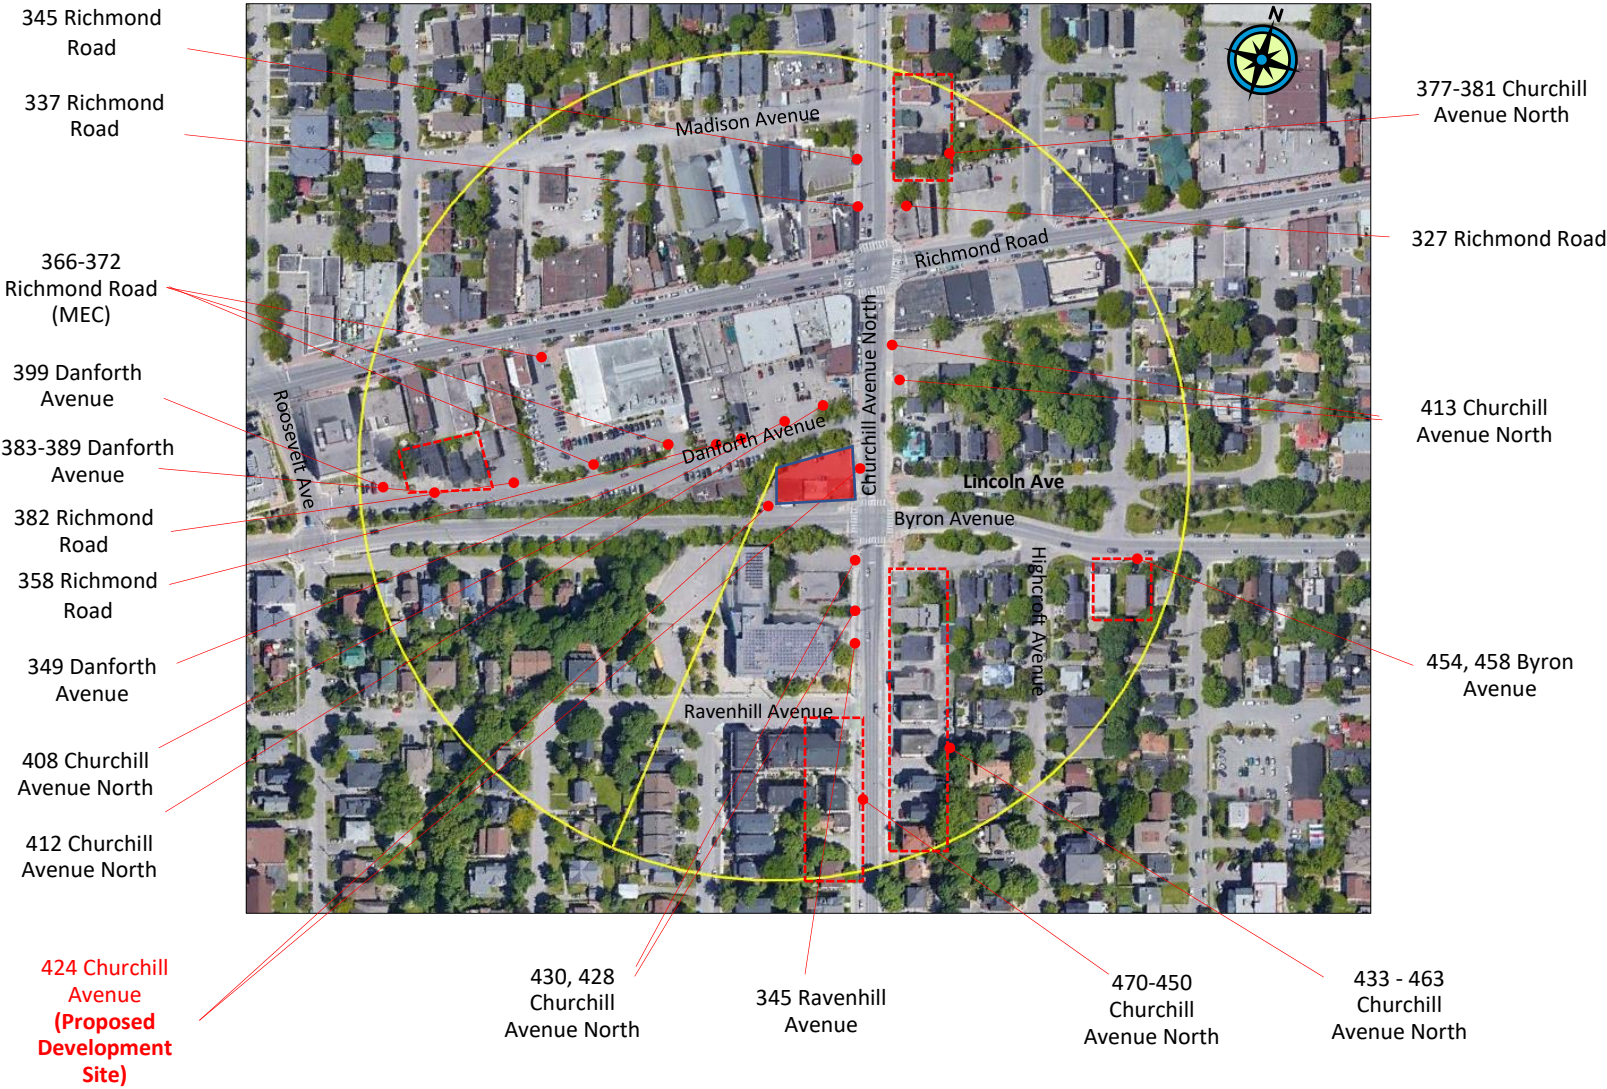 345 Richmond
Road
337 Richmond
Road
366-372
Richmond Road
(MEC)
399 Danforth
Avenue
383-389 Danforth
Avenue
382 Richmond
Road
358 Richmond
Road
349 Danforth
Avenue
408 Churchill
Avenue North
412 Churchill
Avenue North
424 Churchill
Avenue
(Proposed
Development
Site)
N
Madison Avenue
Richmond Road
Churchill Avenue North
Roosevelt Ave
Danforth Avenue
Lincoln Ave
Byron Avenue
Highcroft Avenue
Ravenhill Avenue
377-381 Churchill
Avenue North
327 Richmond Road
413 Churchill
Avenue North
454, 458 Byron
Avenue
430, 428
Churchill
Avenue North
345 Ravenhill
Avenue
470-450
Churchill
Avenue North
433 - 463
Churchill
Avenue North